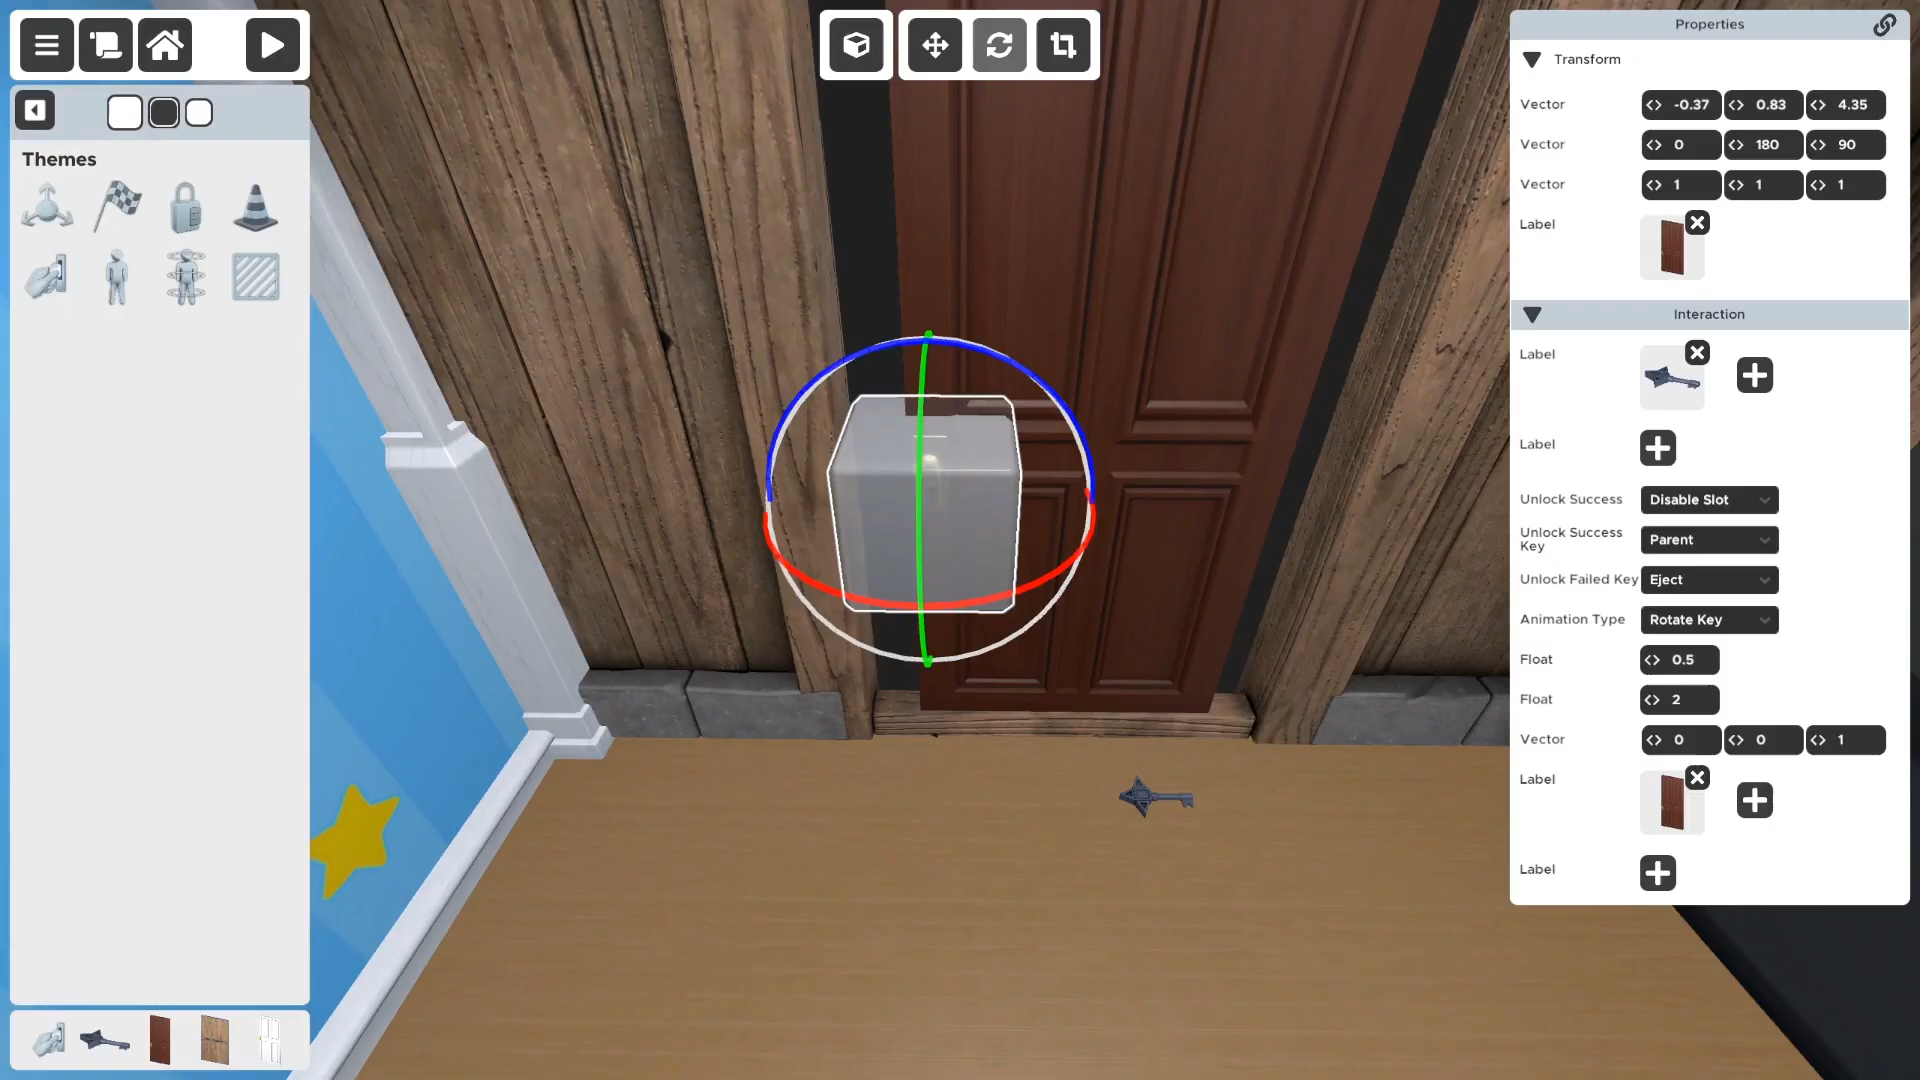 Properties
Transform
Vector -0.37 0.83 4.35
Vector 0 180 90
Vector 1 1 1
Label
Interaction
Label
Label
Unlock Success Disable Slot
Unlock Success Key Parent
Unlock Failed Key Eject
Animation Type Rotate Key
Float 0.5
Float 2
Vector 0 0 1
Label
Label
Themes